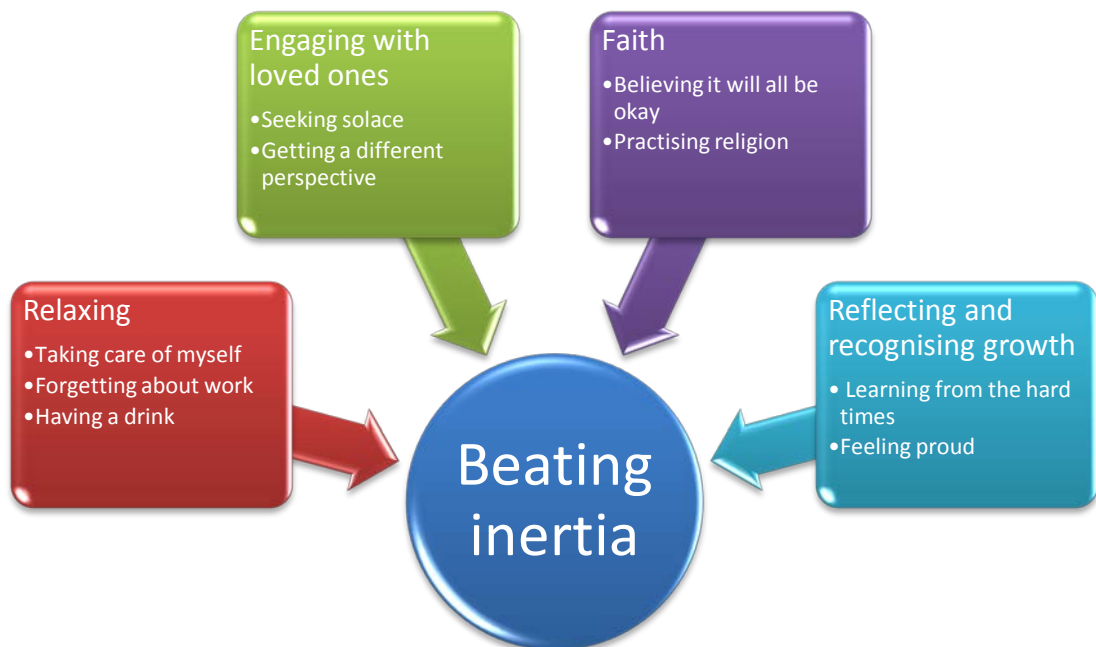 Engaging with
loved ones
•Seeking solace
•Getting a different
perspective
Faith
•Believing it will all be
okay
•Practising religion
Relaxing
•Taking care of myself
•Forgetting about work
•Having a drink
Reflecting and
recognising growth
• Learning from the hard
times
•Feeling proud
Beating
inertia